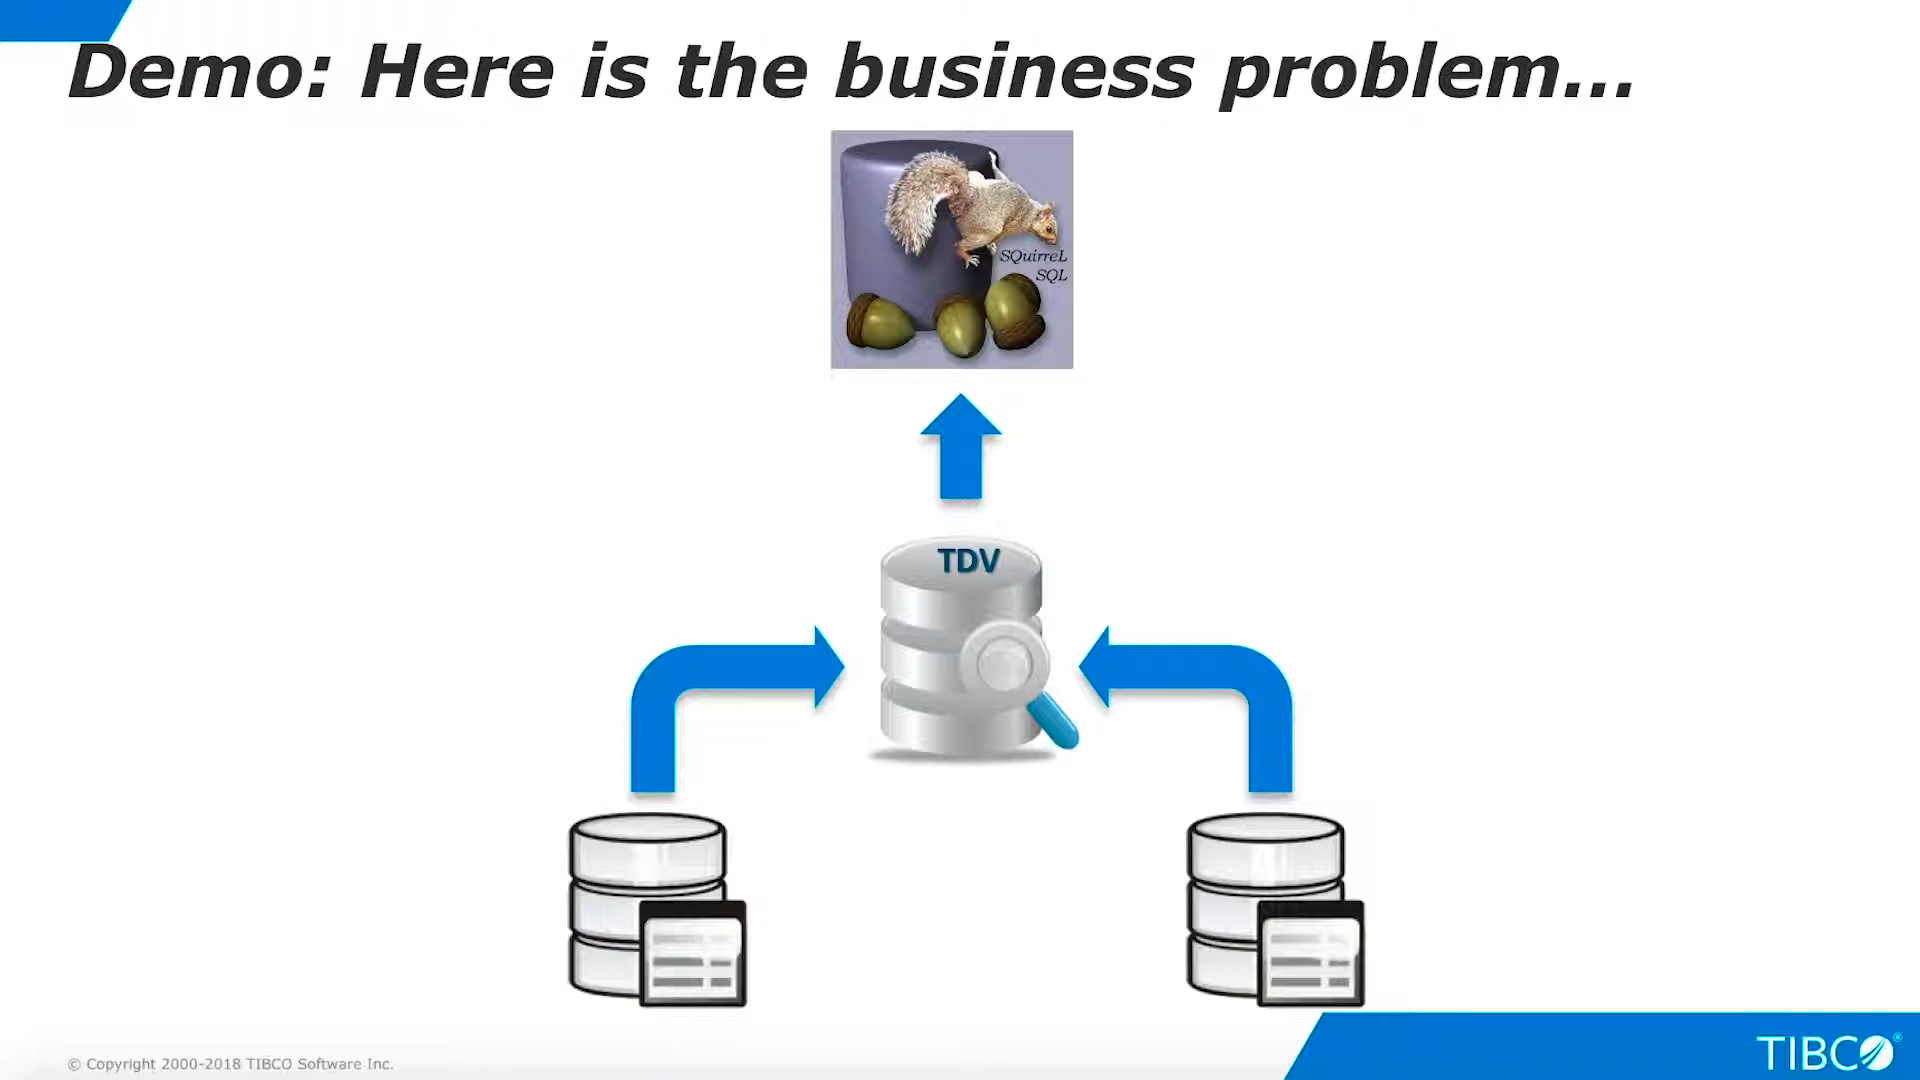 Demo: Here is the business problem...
SQuirreL
SQL
TDV
© Copyright 2000-2018 TIBCO Software Inc.
TIBCO®